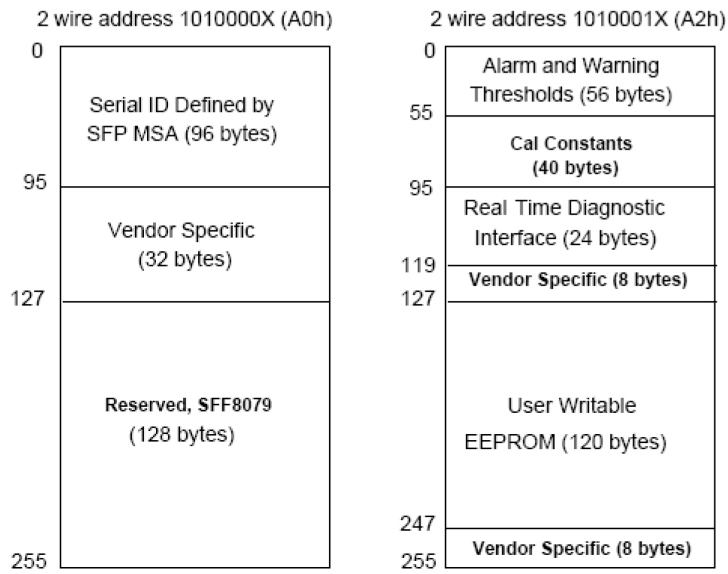 2 wire address 1010000X (A0h)
0
Serial ID Defined by
SFP MSA (96 bytes)
95
Vendor Specific
(32 bytes)
127
Reserved, SFF8079
(128 bytes)
255
2 wire address 1010001X (A2h)
0
Alarm and Warning
Thresholds (56 bytes)
55
Cal Constants
(40 bytes)
95
Real Time Diagnostic
Interface (24 bytes)
119
Vendor Specific (8 bytes)
127
User Writable
EEPROM (120 bytes)
247
Vendor Specific (8 bytes)
255